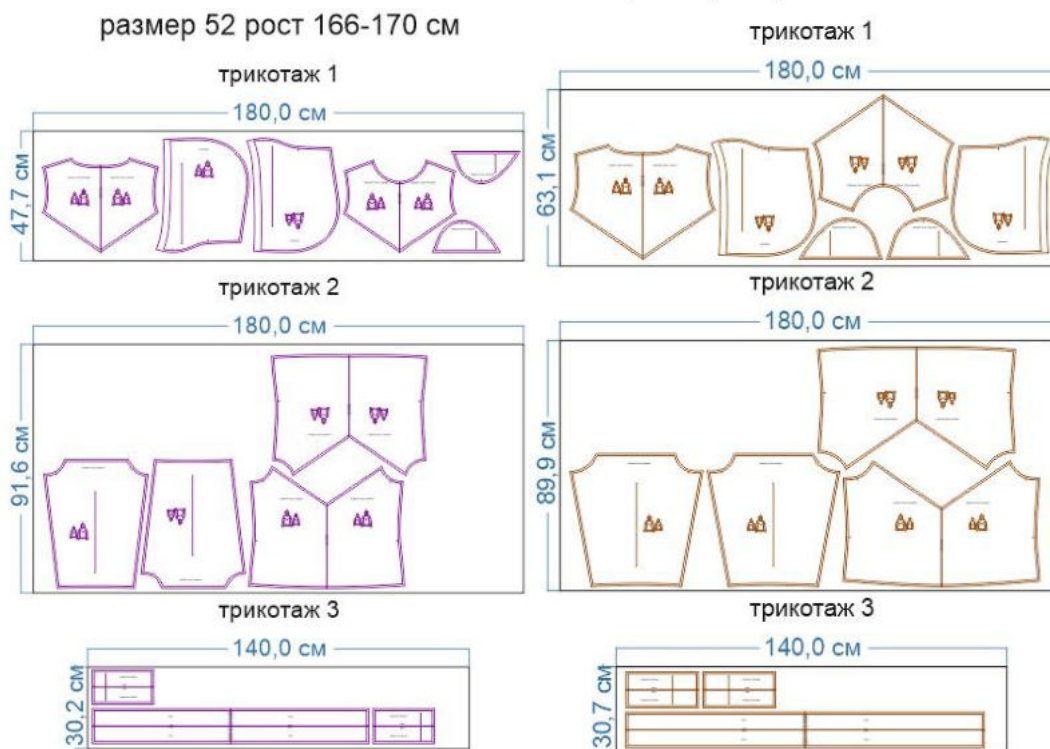 размер 52 рост 166-170 см
трикотаж 1
180,0 см
47,7 см
трикотаж 2
180,0 см
91,6 см
трикотаж 3
140,0 см
30,2 см
трикотаж 1
180,0 см
63,1 см
трикотаж 2
180,0 см
89,9 см
трикотаж 3
140,0 см
30,7 см